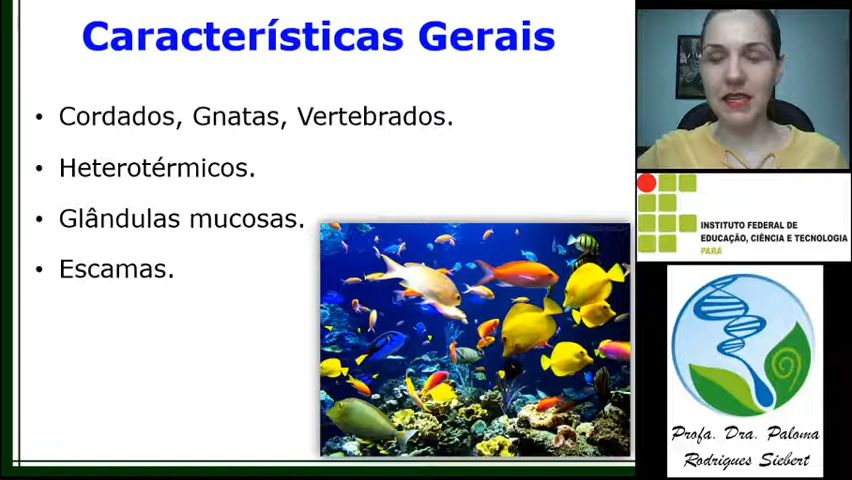 Características Gerais
• Cordados, Gnatas, Vertebrados.
• Heterotérmicos.
• Glândulas mucosas.
• Escamas.
INSTITUTO FEDERAL DE
EDUCAÇÃO, CIÊNCIA E TECNOLOGIA
PARÁ
Profa. Dra. Paloma
Rodrigues Siebert